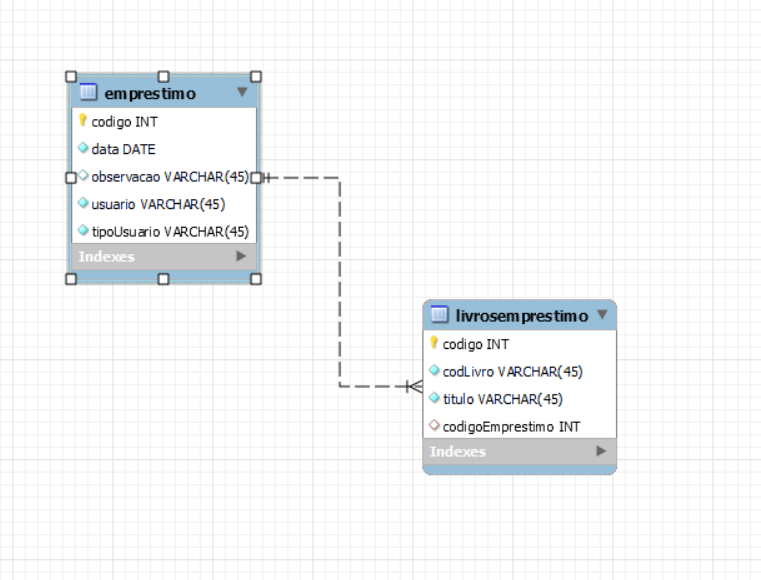 emprestimo
codigo INT
data DATE
observacao VARCHAR(45)
usuario VARCHAR(45)
tipoUsuario VARCHAR(45)
Indexes
livrosemprestimo
codigo INT
codLivro VARCHAR(45)
titulo VARCHAR(45)
codigoEmprestimo INT
Indexes